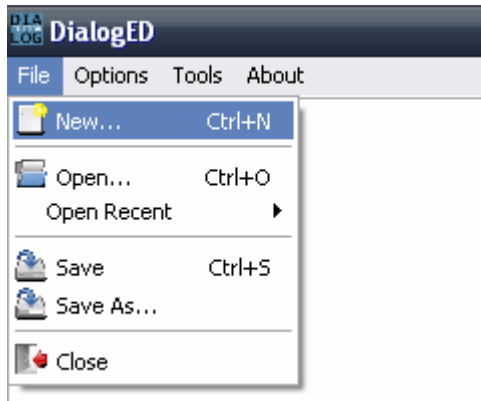 DIA
LOG
DialogED
File Options Tools About
New... Ctrl+N
Open... Ctrl+O
Open Recent
Save Ctrl+S
Save As...
Close